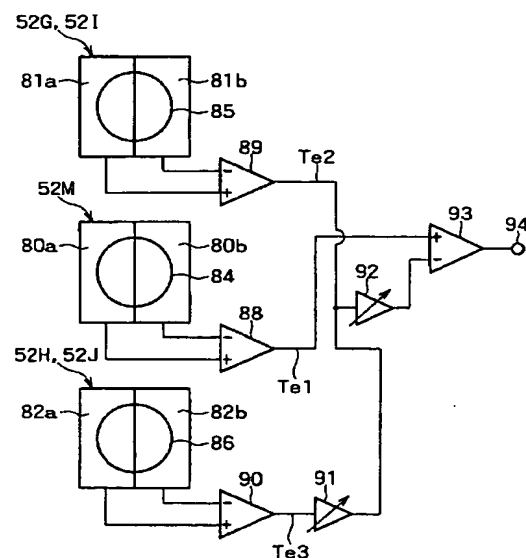 52G, 52I
81a
81b
85
89
Te2
52M
80a
80b
84
88
Te1
93
94
92
52H, 52J
82a
82b
86
90
91
Te3